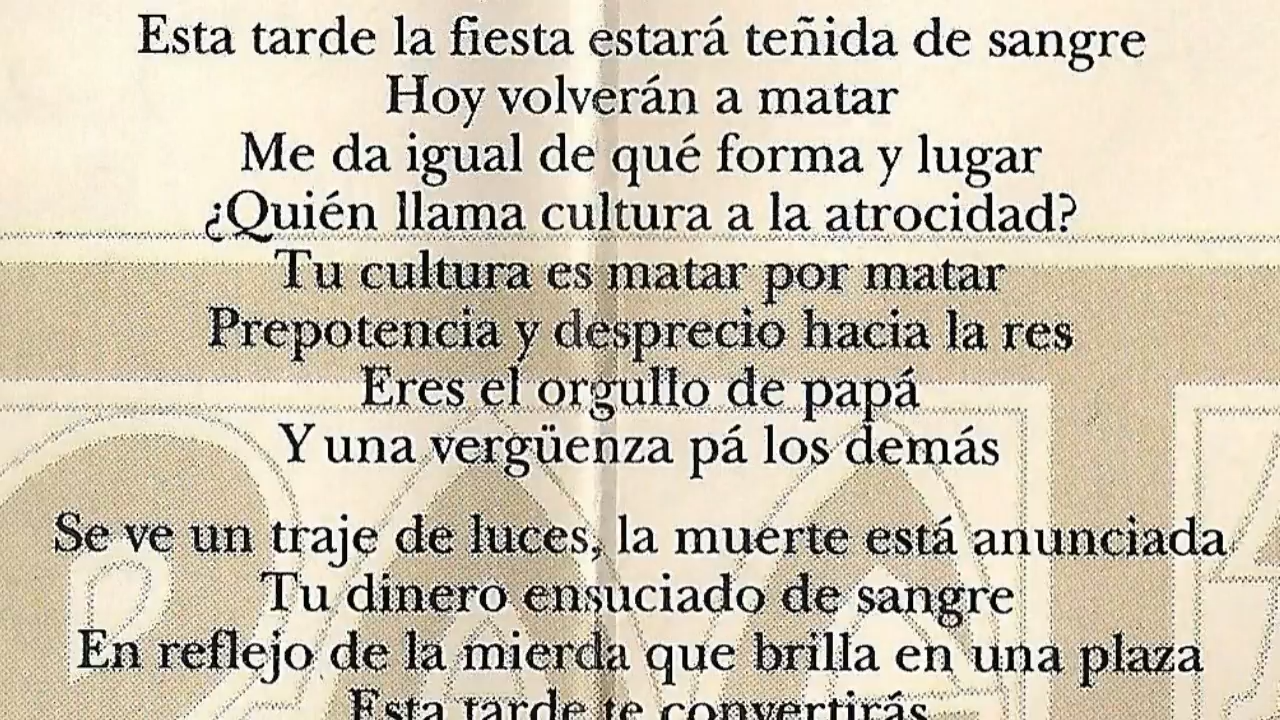 Esta tarde la fiesta estará teñida de sangre
Hoy volverán a matar
Me da igual de qué forma y lugar
¿Quién llama cultura a la atrocidad?
Tu cultura es matar por matar
Prepotencia y desprecio hacia la res
Eres el orgullo de papá
Y una vergüenza pá los demás
Se ve un traje de luces, la muerte está anunciada
Tu dinero ensuciado de sangre
En reflejo de la mierda que brilla en una plaza
Esta tarde te convertirás